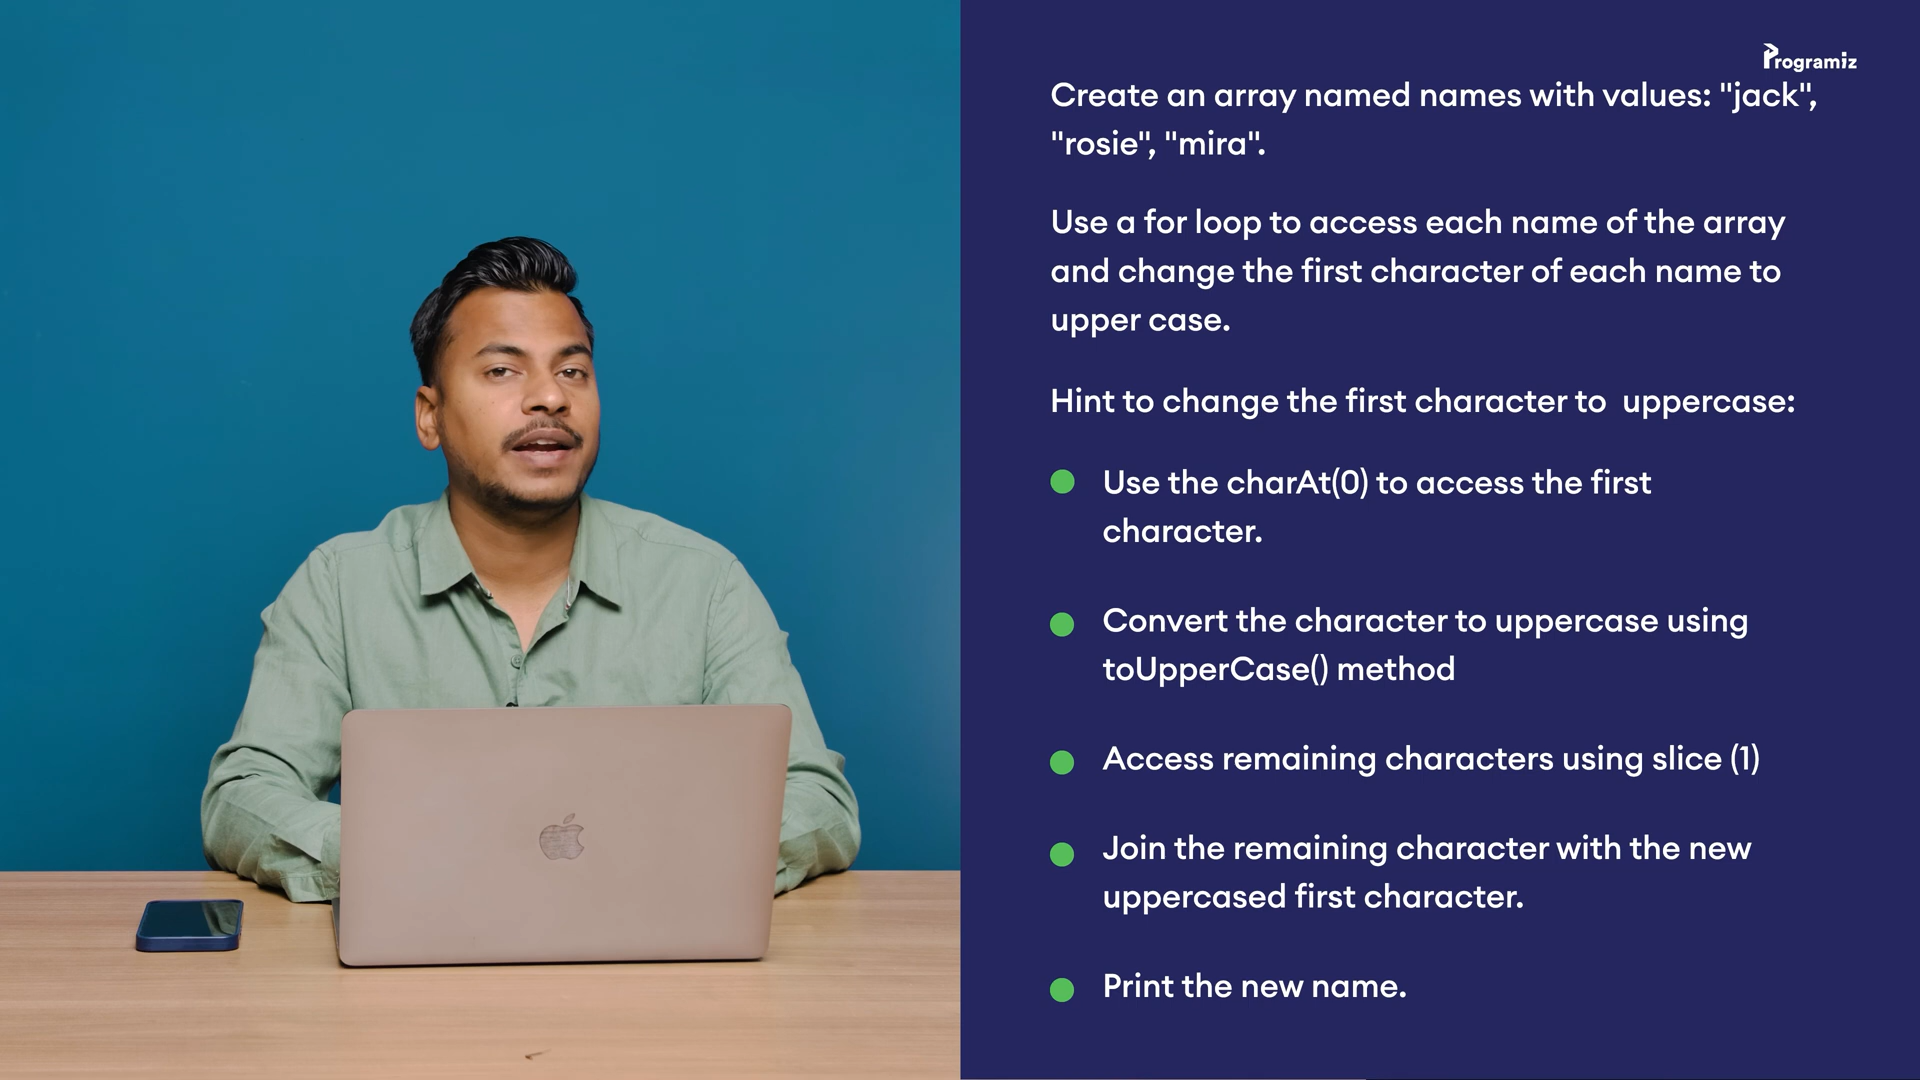 Programiz
Create an array named names with values: "jack",
"rosie", "mira".
Use a for loop to access each name of the array
and change the first character of each name to
upper case.
Hint to change the first character to  uppercase:
Use the charAt(0) to access the first
character.
Convert the character to uppercase using
toUpperCase() method
Access remaining characters using slice (1)
Join the remaining character with the new
uppercased first character.
Print the new name.